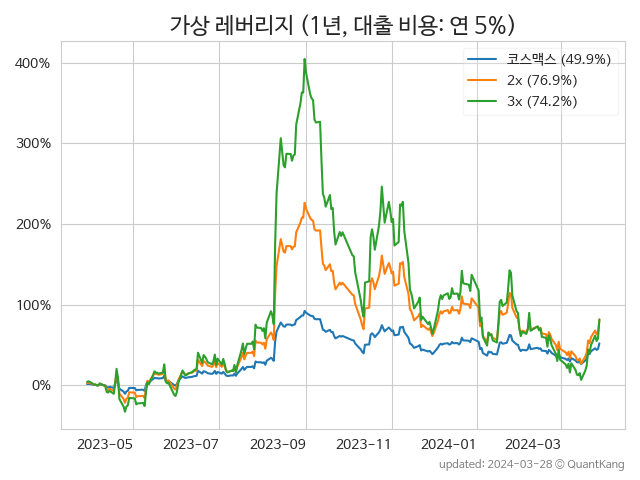 가상 레버리지 (1년, 대출 비용: 연 5%)
코스맥스 (49.9%)
2x (76.9%)
3x (74.2%)
400%
300%
200%
100%
0%
2023-05 2023-07 2023-09 2023-11 2024-01 2024-03
updated: 2024-03-28 © QuantKang